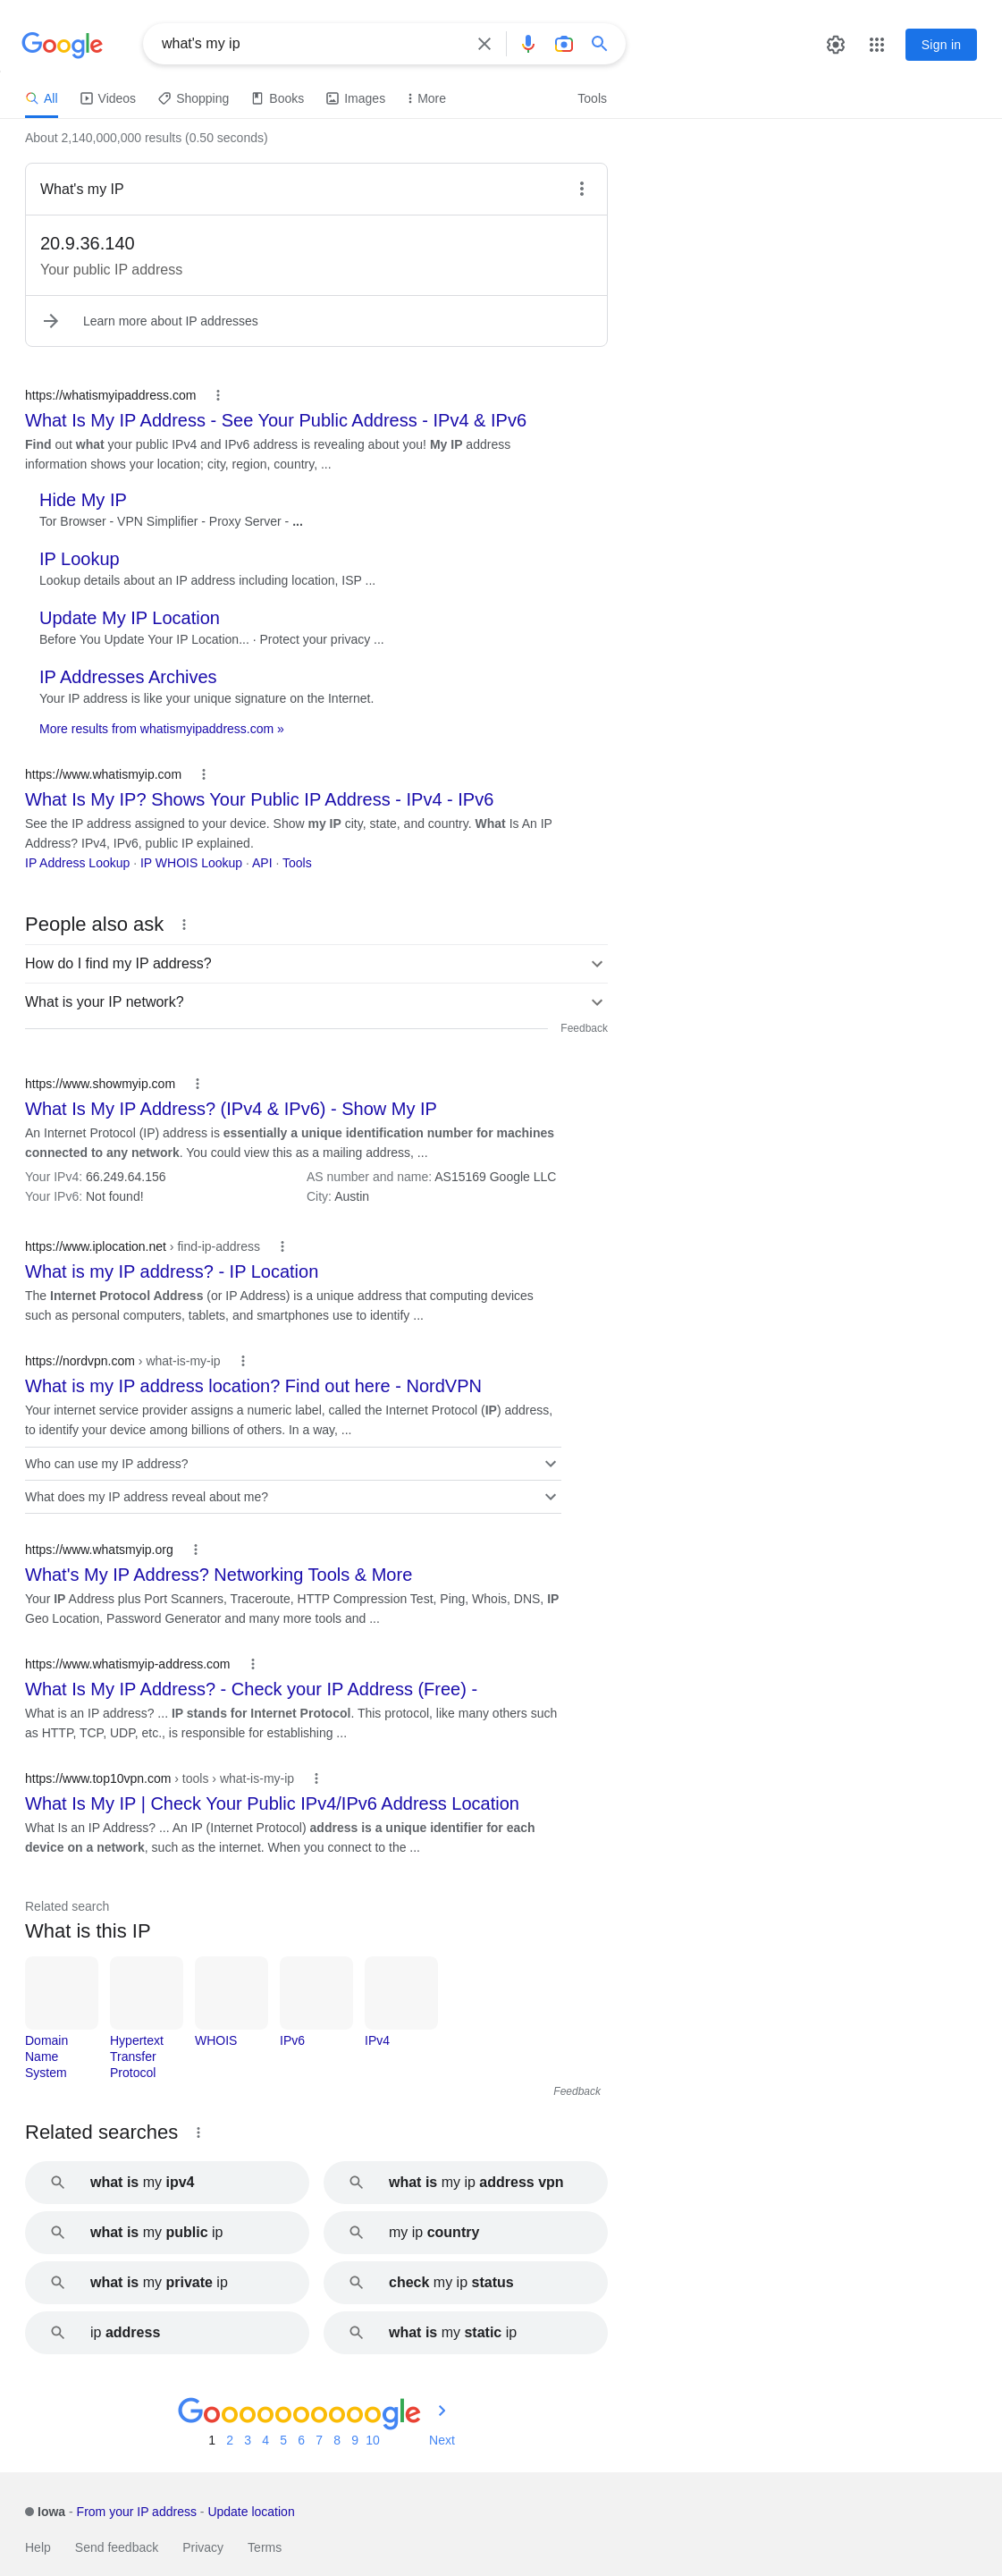 Google
what's my ip
Sign in
All Videos Shopping Books Images More Tools
About 2,140,000,000 results (0.50 seconds)
What's my IP
20.9.36.140
Your public IP address
Learn more about IP addresses
https://whatismyipaddress.com
What Is My IP Address - See Your Public Address - IPv4 & IPv6
Find out what your public IPv4 and IPv6 address is revealing about you! My IP address
information shows your location; city, region, country, ...
Hide My IP
Tor Browser - VPN Simplifier - Proxy Server - ...
IP Lookup
Lookup details about an IP address including location, ISP ...
Update My IP Location
Before You Update Your IP Location... · Protect your privacy ...
IP Addresses Archives
Your IP address is like your unique signature on the Internet.
More results from whatismyipaddress.com »
https://www.whatismyip.com
What Is My IP? Shows Your Public IP Address - IPv4 - IPv6
See the IP address assigned to your device. Show my IP city, state, and country. What Is An IP
Address? IPv4, IPv6, public IP explained.
IP Address Lookup · IP WHOIS Lookup · API · Tools
People also ask
How do I find my IP address?
What is your IP network?
Feedback
https://www.showmyip.com
What Is My IP Address? (IPv4 & IPv6) - Show My IP
An Internet Protocol (IP) address is essentially a unique identification number for machines
connected to any network. You could view this as a mailing address, ...
Your IPv4: 66.249.64.156 AS number and name: AS15169 Google LLC
Your IPv6: Not found! City: Austin
https://www.iplocation.net › find-ip-address
What is my IP address? - IP Location
The Internet Protocol Address (or IP Address) is a unique address that computing devices
such as personal computers, tablets, and smartphones use to identify ...
https://nordvpn.com › what-is-my-ip
What is my IP address location? Find out here - NordVPN
Your internet service provider assigns a numeric label, called the Internet Protocol (IP) address,
to identify your device among billions of others. In a way, ...
Who can use my IP address?
What does my IP address reveal about me?
https://www.whatsmyip.org
What's My IP Address? Networking Tools & More
Your IP Address plus Port Scanners, Traceroute, HTTP Compression Test, Ping, Whois, DNS, IP
Geo Location, Password Generator and many more tools and ...
https://www.whatismyip-address.com
What Is My IP Address? - Check your IP Address (Free) -
What is an IP address? ... IP stands for Internet Protocol. This protocol, like many others such
as HTTP, TCP, UDP, etc., is responsible for establishing ...
https://www.top10vpn.com › tools › what-is-my-ip
What Is My IP | Check Your Public IPv4/IPv6 Address Location
What Is an IP Address? ... An IP (Internet Protocol) address is a unique identifier for each
device on a network, such as the internet. When you connect to the ...
Related search
What is this IP
Domain Name System
Hypertext Transfer Protocol
WHOIS
IPv6
IPv4
Feedback
Related searches
what is my ipv4
what is my ip address vpn
what is my public ip
my ip country
what is my private ip
check my ip status
ip address
what is my static ip
Goooooooooogle
1 2 3 4 5 6 7 8 9 10 Next
Iowa - From your IP address - Update location
Help Send feedback Privacy Terms